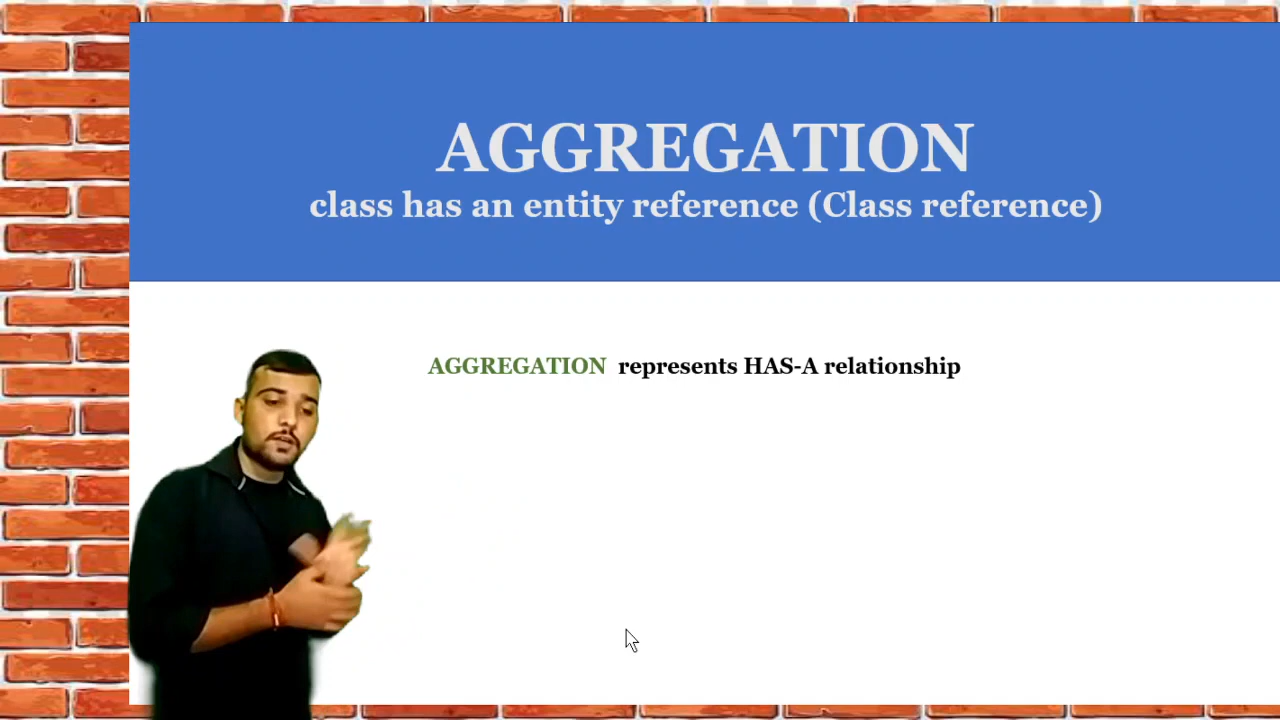 AGGREGATION
class has an entity reference (Class reference)
AGGREGATION represents HAS-A relationship